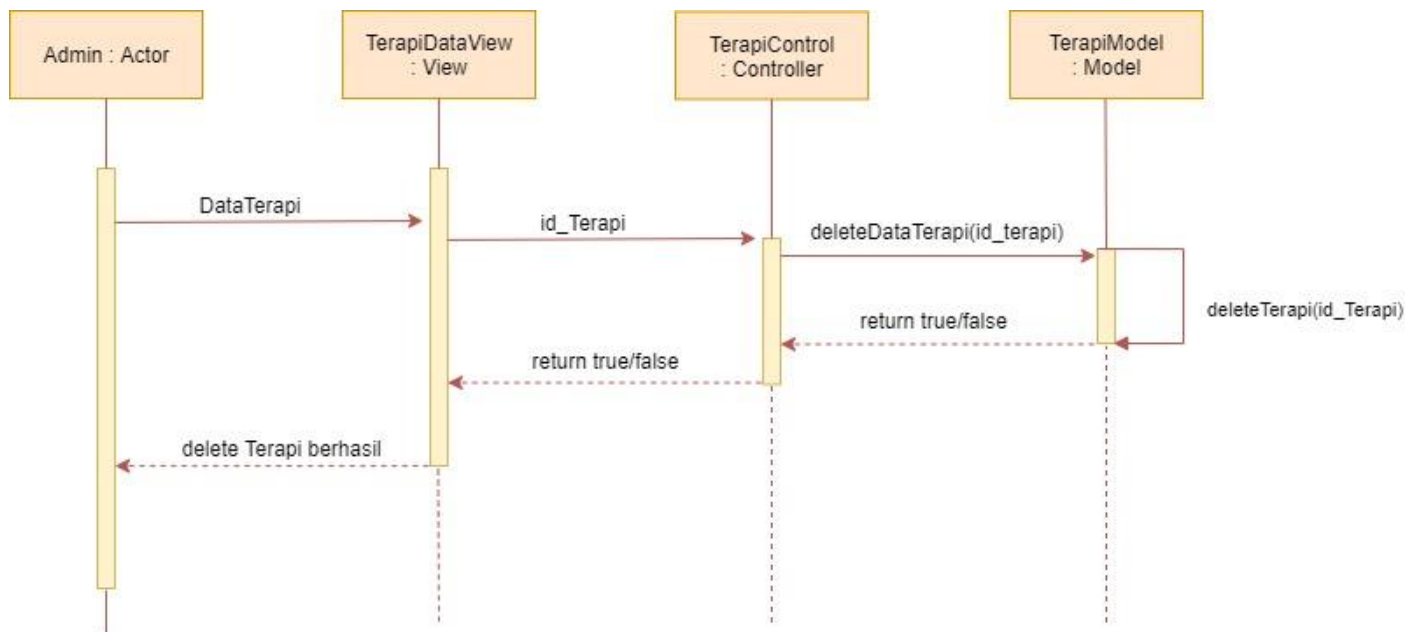 Admin : Actor
TerapiDataView
: View
TerapiControl
: Controller
TerapiModel
: Model
DataTerapi
id_Terapi
deleteDataTerapi(id_terapi)
deleteTerapi(id_Terapi)
return true/false
return true/false
delete Terapi berhasil